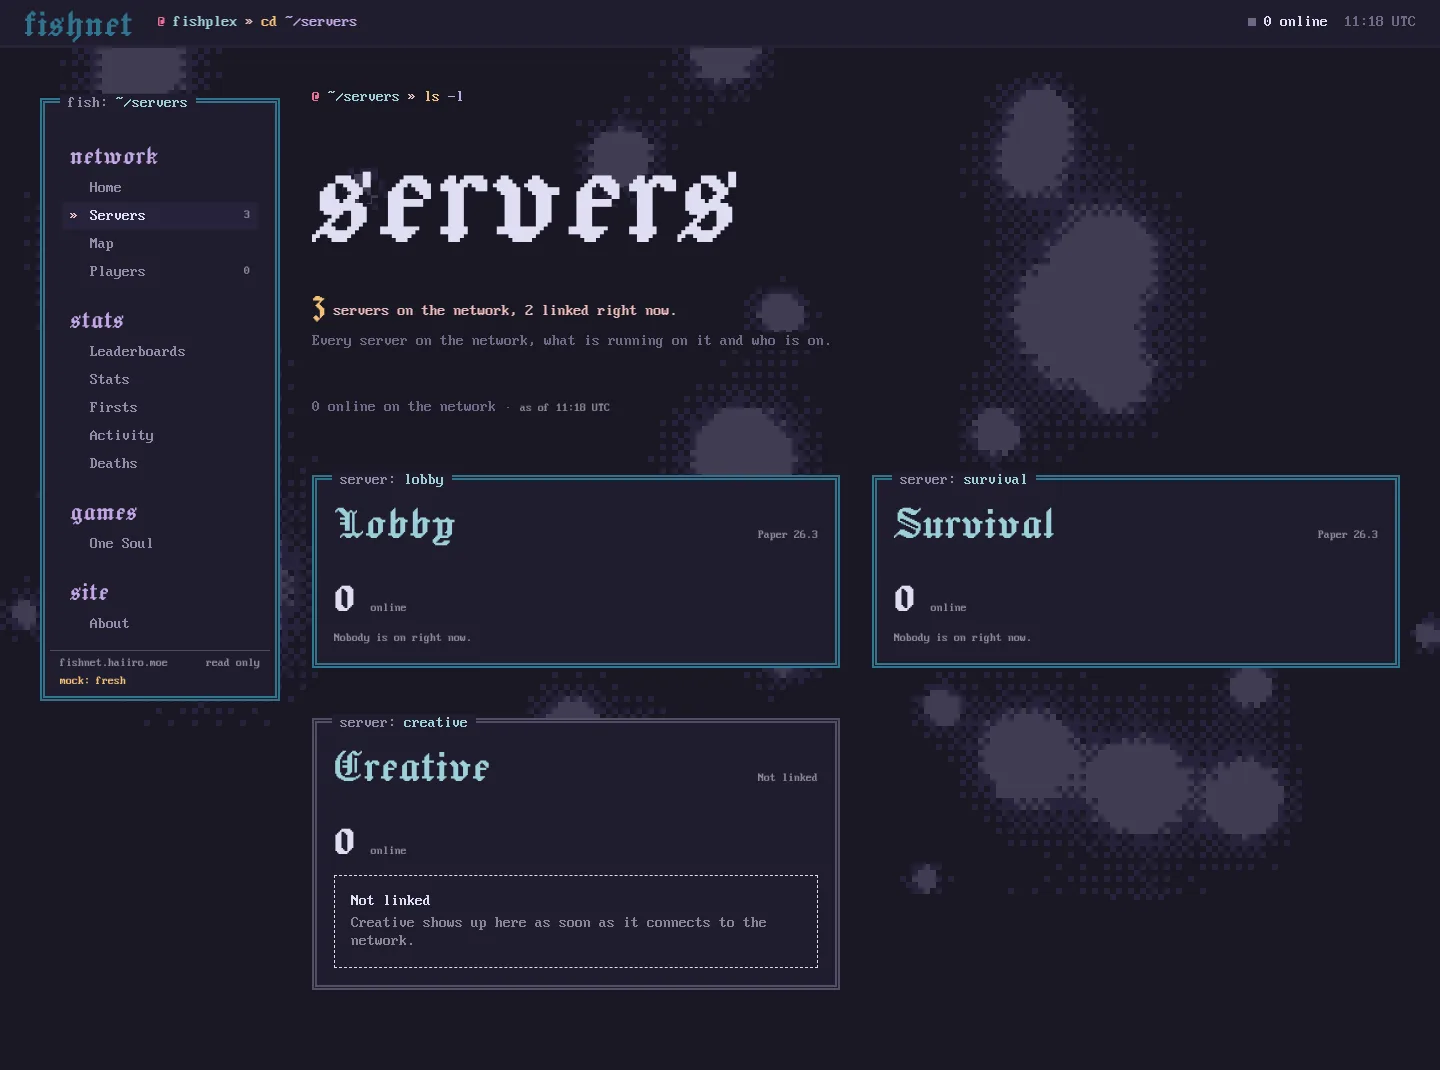 fishnet @ fishplex » cd ~/servers
0 online 11:18 UTC
fish: ~/servers
network
Home
» Servers 3
Map
Players 0
stats
Leaderboards
Stats
Firsts
Activity
Deaths
games
One Soul
site
About
fishnet.haiiro.moe read only
mock: fresh
@ ~/servers » ls -l
servers
3 servers on the network, 2 linked right now.
Every server on the network, what is running on it and who is on.
0 online on the network · as of 11:18 UTC
server: lobby
Lobby
Paper 26.3
0 online
Nobody is on right now.
server: survival
Survival
Paper 26.3
0 online
Nobody is on right now.
server: creative
Creative
Not linked
0 online
Not linked
Creative shows up here as soon as it connects to the
network.